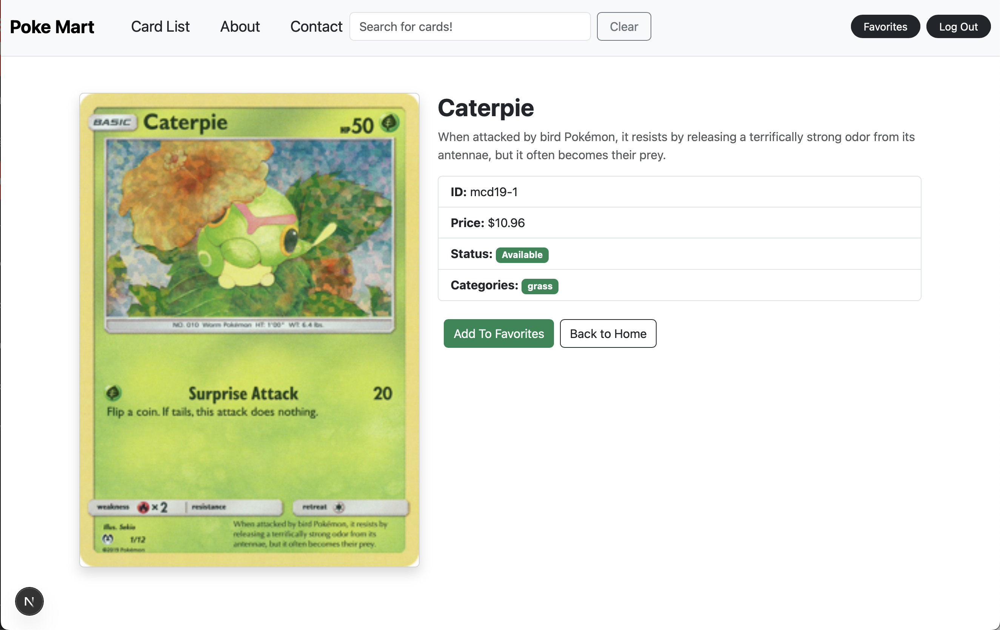 Poke Mart Card List About Contact Search for cards! Clear Favorites Log Out
BASIC Caterpie HP 50
NO. 010 Worm Pokémon HT: 1'00" WT: 6.4 lbs.
Surprise Attack 20
Flip a coin. If tails, this attack does nothing.
weakness ×2 resistance retreat
Illus. Sekio
1/12
©2019 Pokémon
When attacked by bird Pokémon, it resists by
releasing a terrifically strong odor from its
antennae, but it often becomes their prey.
Caterpie
When attacked by bird Pokémon, it resists by releasing a terrifically strong odor from its
antennae, but it often becomes their prey.
ID: mcd19-1
Price: $10.96
Status: Available
Categories: grass
Add To Favorites Back to Home
N